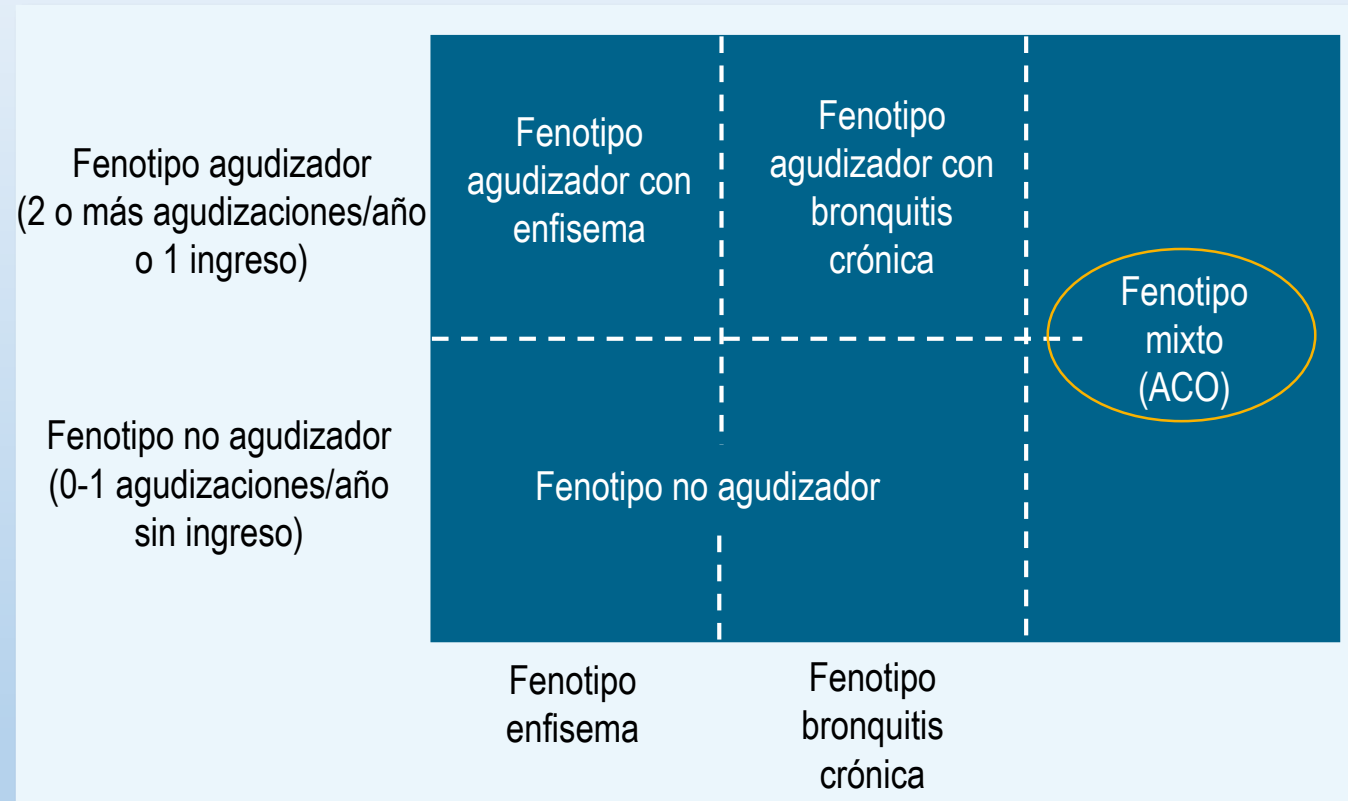 Fenotipo agudizador
(2 o más agudizaciones/año
o 1 ingreso)
Fenotipo
agudizador con
enfisema
Fenotipo
agudizador con
bronquitis
crónica
Fenotipo
mixto
(ACO)
Fenotipo no agudizador
(0-1 agudizaciones/año
sin ingreso)
Fenotipo no agudizador
Fenotipo
enfisema
Fenotipo
bronquitis
crónica